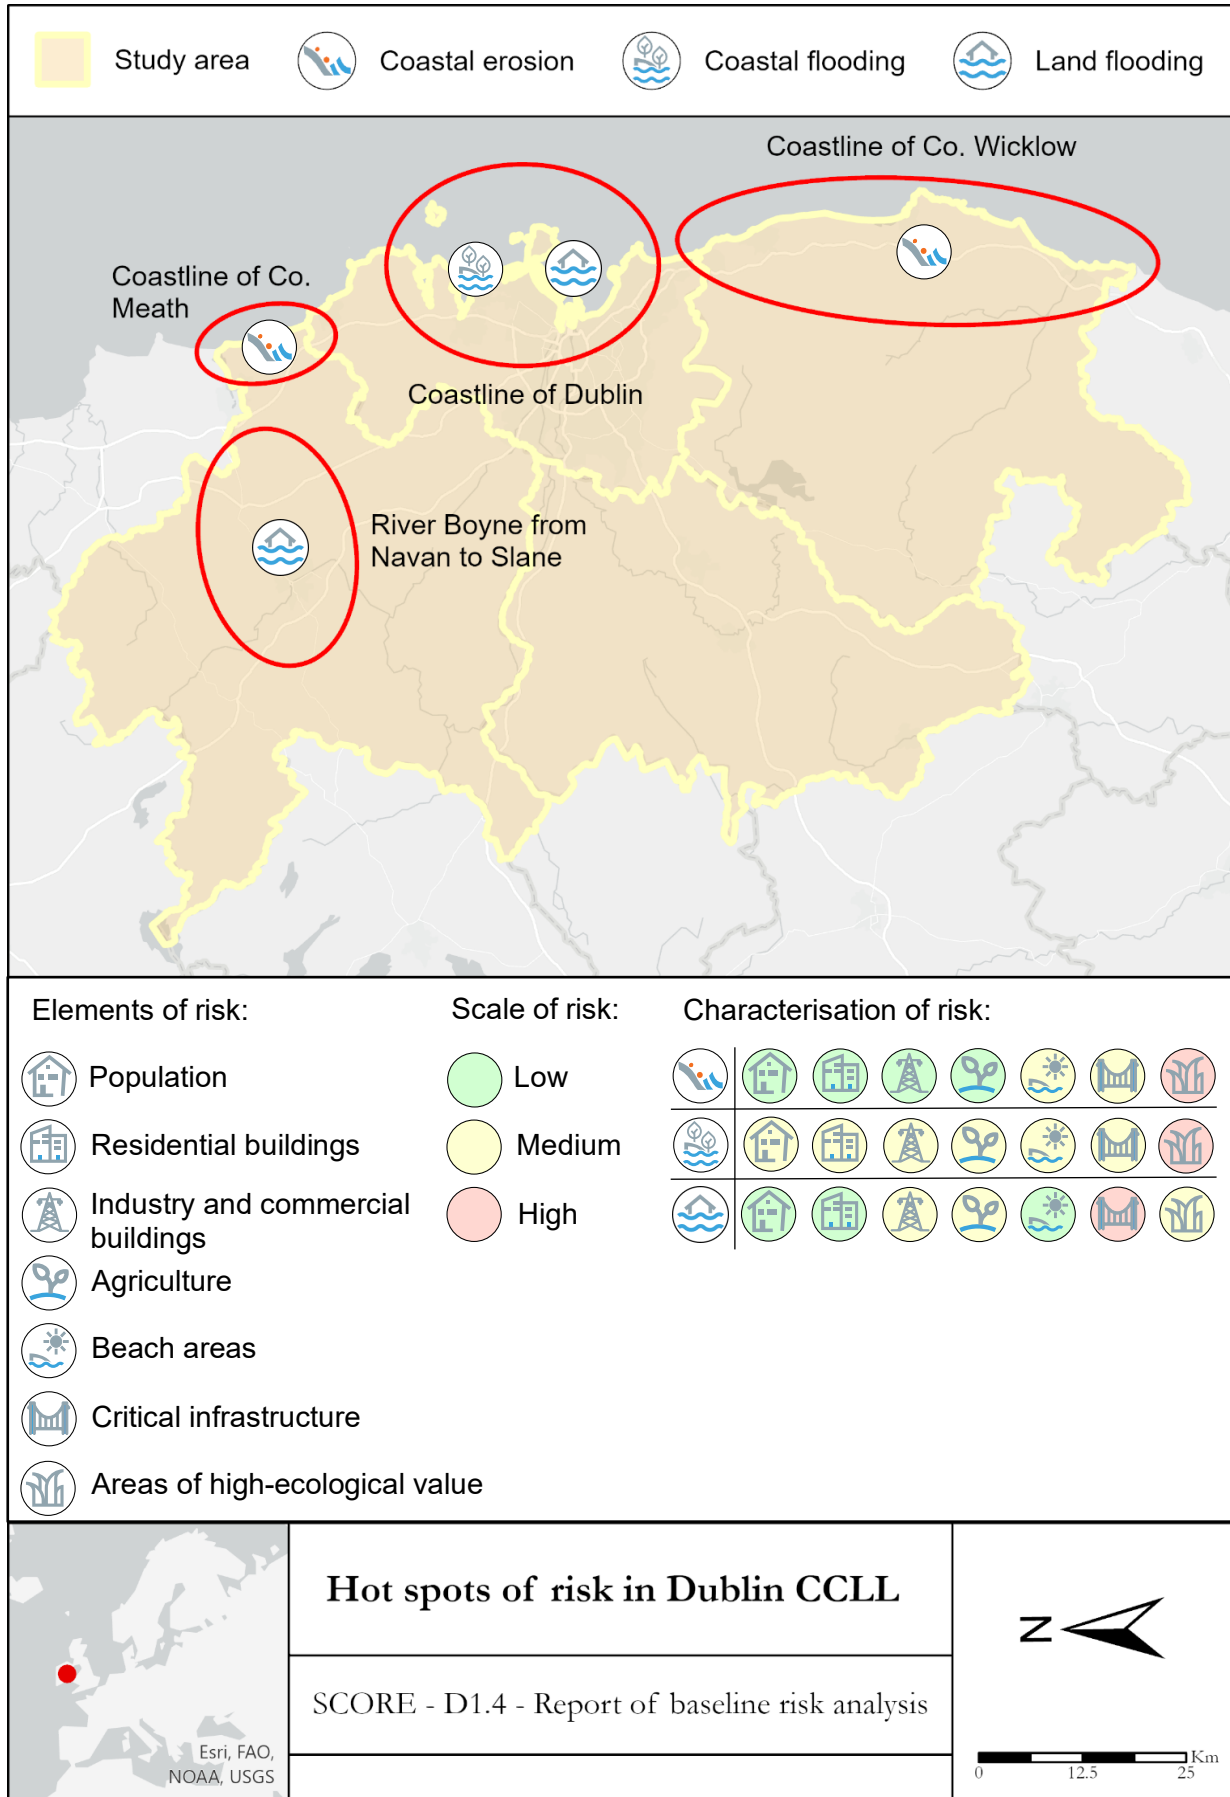 Study area
Coastal erosion
Coastal flooding
Land flooding
Coastline of Co. Wicklow
Coastline of Co.
Meath
Coastline of Dublin
River Boyne from
Navan to Slane
Elements of risk:
Population
Residential buildings
Industry and commercial
buildings
Agriculture
Beach areas
Critical infrastructure
Areas of high-ecological value
Scale of risk:
Low
Medium
High
Characterisation of risk:
Esri, FAO,
NOAA, USGS
Hot spots of risk in Dublin CCLL
SCORE - D1.4 - Report of baseline risk analysis
N
Km
0 12.5 25